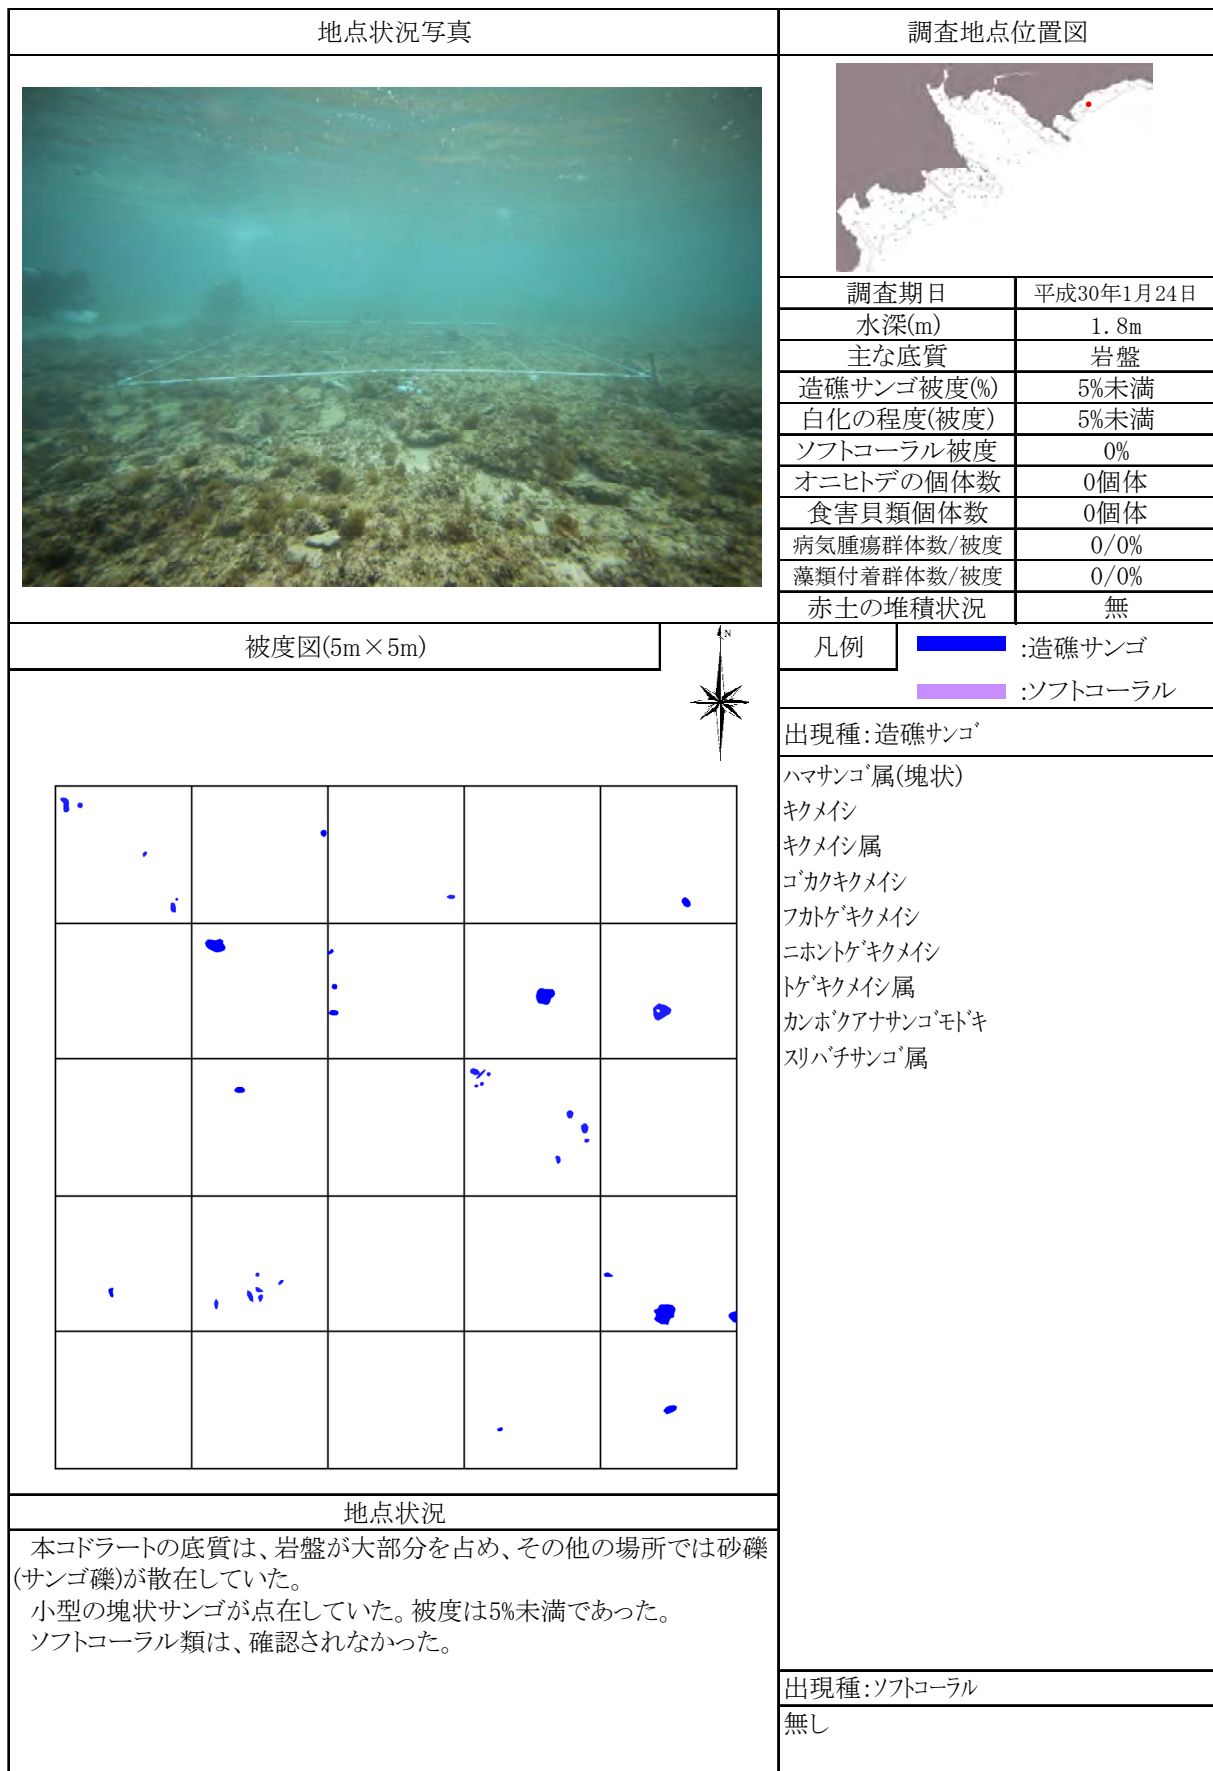 地点状況写真
調査地点位置図
調査期日 平成30年1月24日
水深(m) 1.8m
主な底質 岩盤
造礁サンゴ被度(%) 5%未満
白化の程度(被度) 5%未満
ソフトコーラル被度 0%
オニヒトデの個体数 0個体
食害貝類個体数 0個体
病気腫瘍群体数/被度 0/0%
藻類付着群体数/被度 0/0%
赤土の堆積状況 無
被度図(5m×5m)
N
凡例 :造礁サンゴ
:ソフトコーラル
出現種:造礁ｻﾝｺﾞ
ﾊﾏｻﾝｺﾞ属(塊状)
ｷｸﾒｲｼ
ｷｸﾒｲｼ属
ｺﾞｶｸｷｸﾒｲｼ
ﾌｶﾄｹﾞｷｸﾒｲｼ
ﾆﾎﾝﾄｹﾞｷｸﾒｲｼ
ﾄｹﾞｷｸﾒｲｼ属
ｶﾝﾎﾞｸｱﾅｻﾝｺﾞﾓﾄﾞｷ
ｽﾘﾊﾞﾁｻﾝｺﾞ属
地点状況
本コドラートの底質は、岩盤が大部分を占め、その他の場所では砂礫
(サンゴ礫)が散在していた。
小型の塊状サンゴが点在していた。被度は5%未満であった。
ソフトコーラル類は、確認されなかった。
出現種:ｿﾌﾄｺｰﾗﾙ
無し